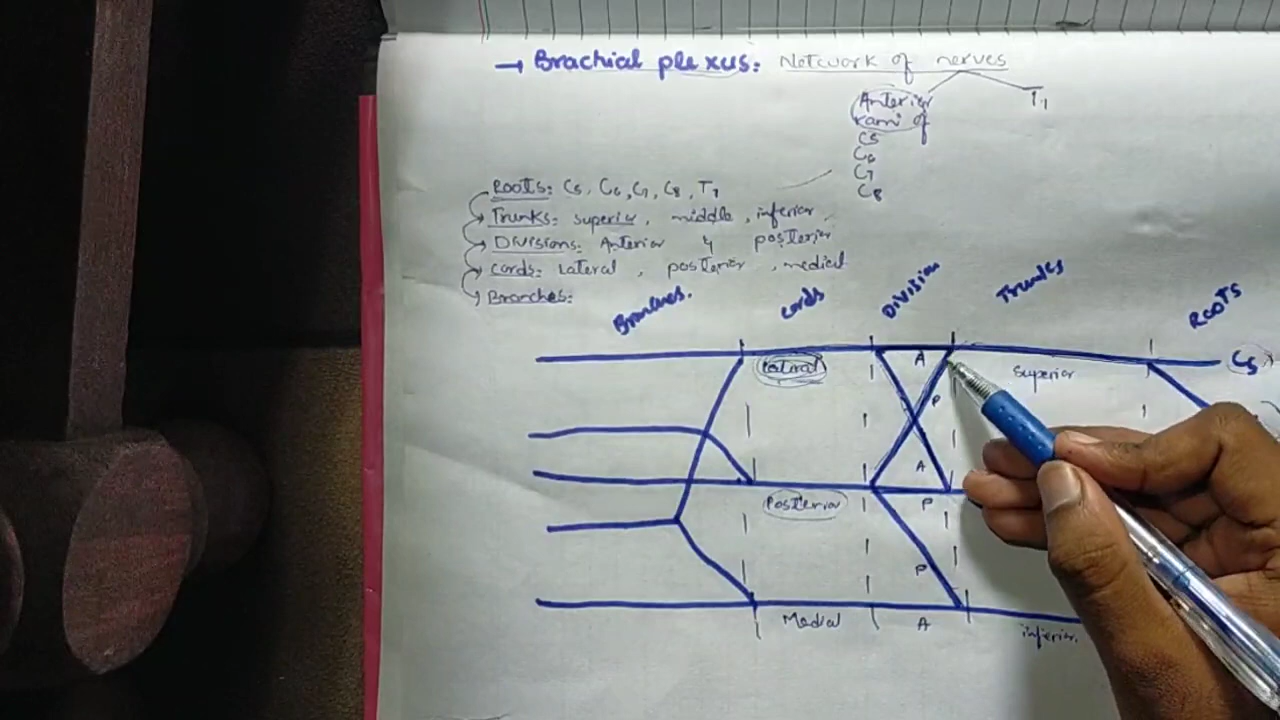 → Brachial plexus: Network of nerves
Anterior T1
rami of
C5
C6
C7
C8
Roots: C5, C6, C7, C8, T1
Trunks: superior, middle, inferior,
Divisions: Anterior & posterior
cords: Lateral, posterior, medial
Branches:
Branches. cords Division Trunks Roots
Lateral A Superior C5
P
A
Posterior P
P
Medial A inferior.